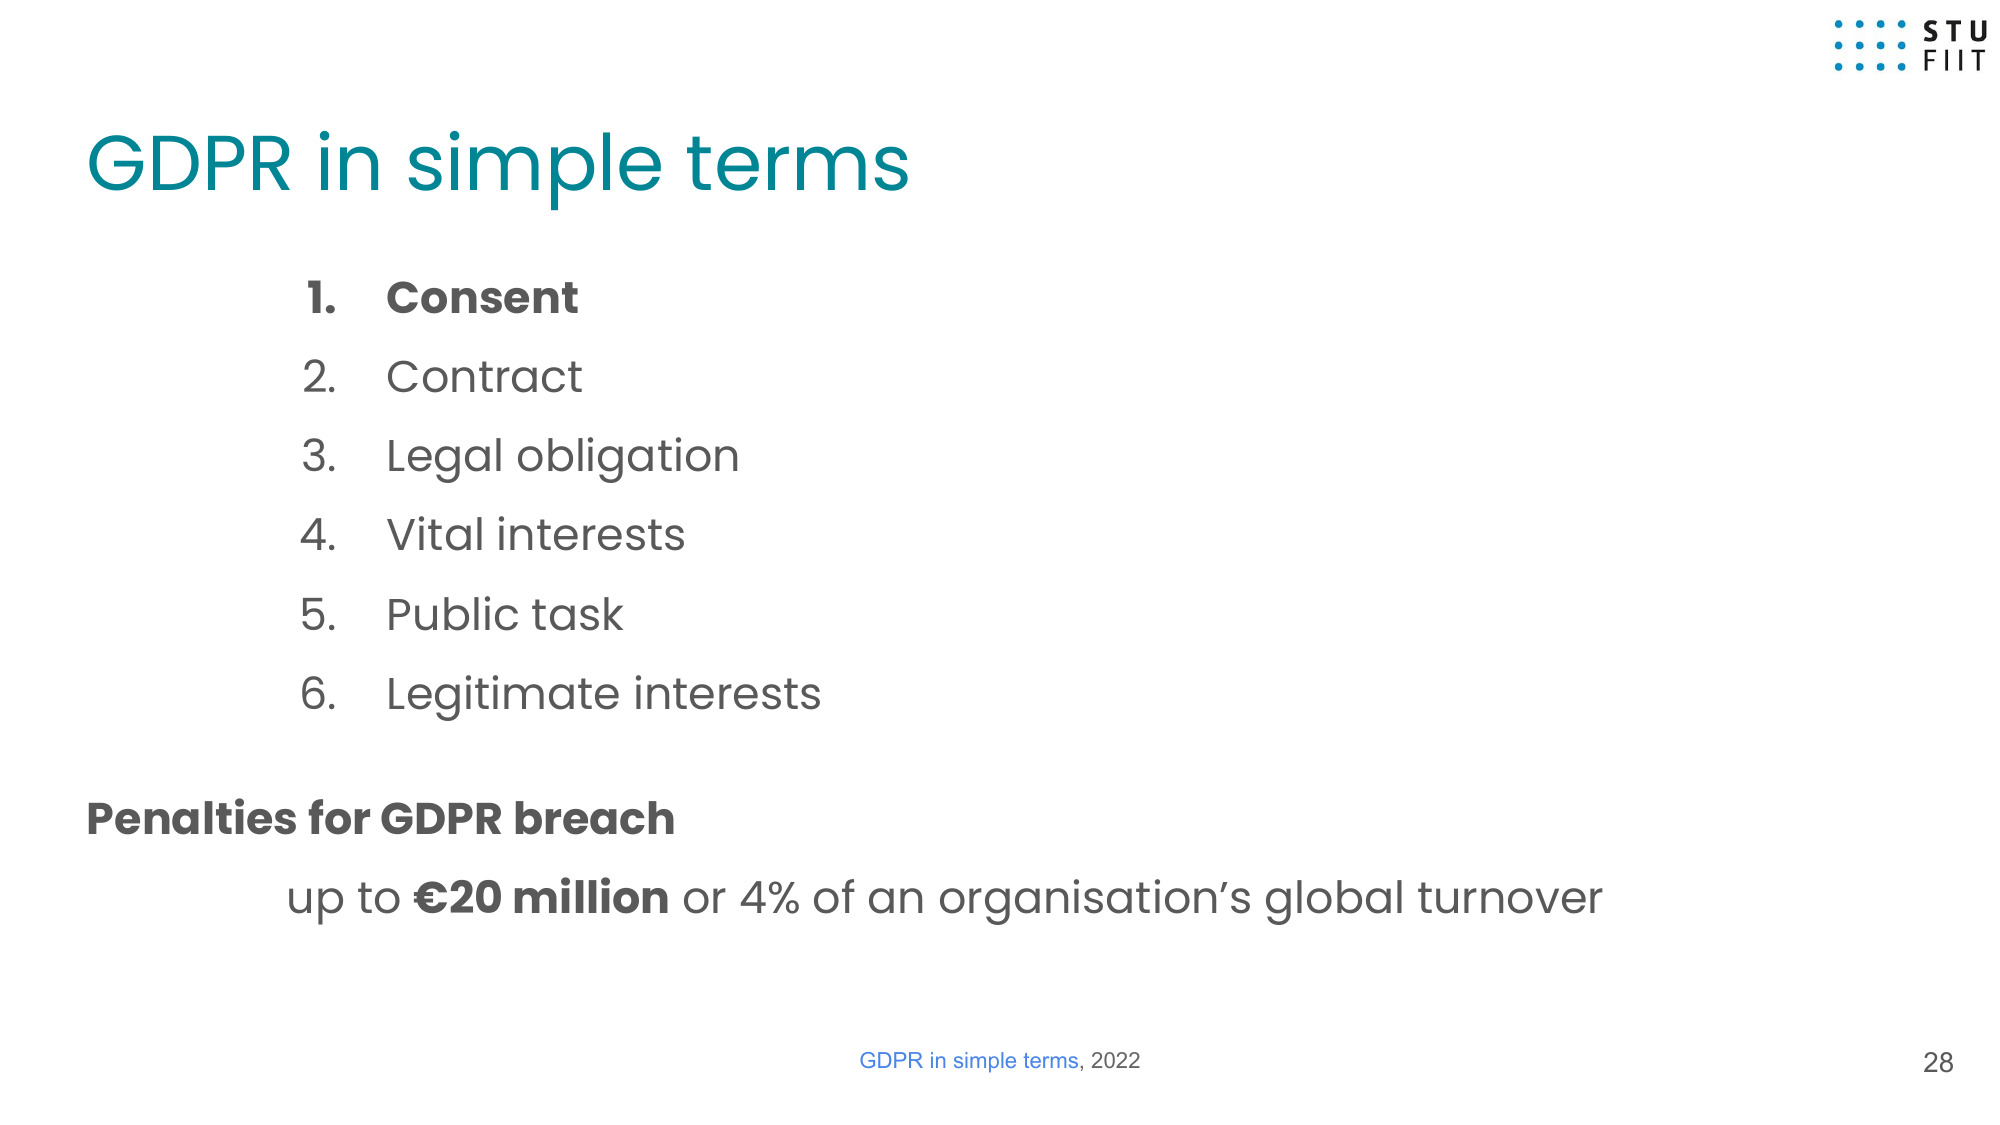 STU
FIIT
GDPR in simple terms
1. Consent
2. Contract
3. Legal obligation
4. Vital interests
5. Public task
6. Legitimate interests
Penalties for GDPR breach
up to €20 million or 4% of an organisation’s global turnover
GDPR in simple terms, 2022
28